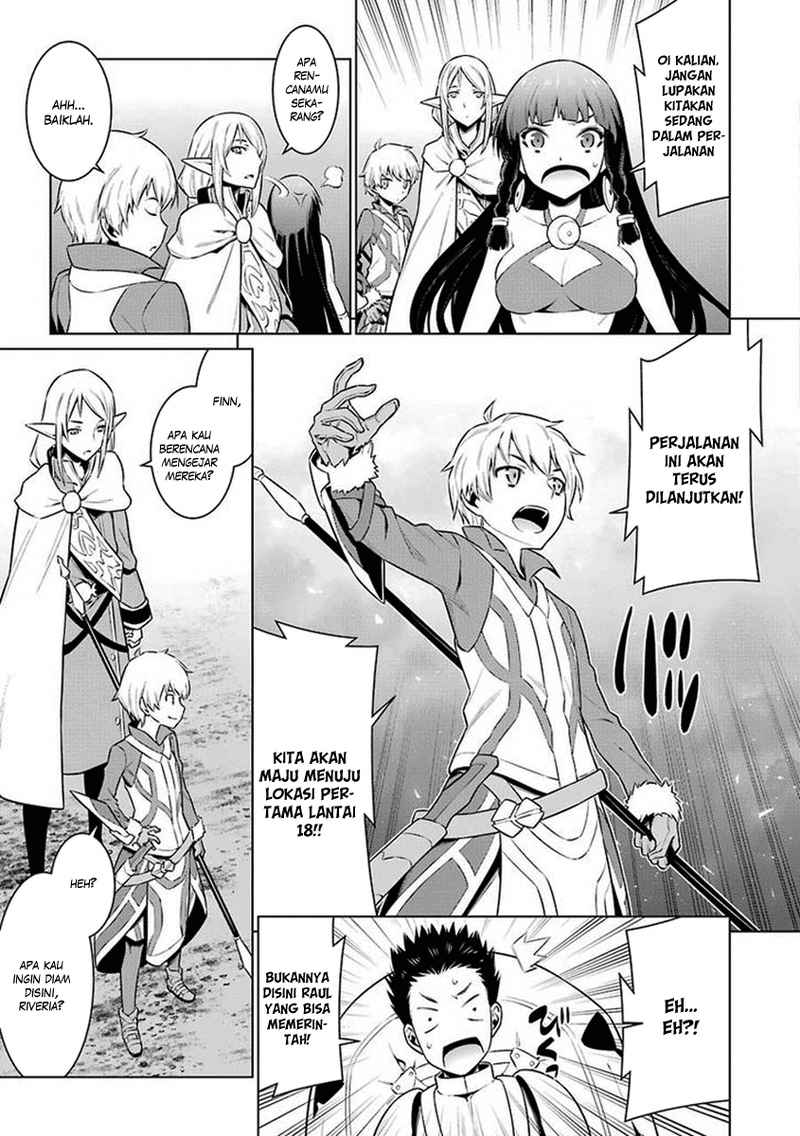 OI KALIAN,
JANGAN
LUPAKAN
KITAKAN
SEDANG
DALAM PER-
JALANAN
APA
REN-
CANAMU
SEKA-
RANG?
AHH...
BAIKLAH.
PERJALANAN
INI AKAN
TERUS
DILANJUTKAN!
KITA AKAN
MAJU MENUJU
LOKASI PER-
TAMA LANTAI
18!!
FINN,
APA KAU
BERENCANA
MENGEJAR
MEREKA?
HEH?
APA KAU
INGIN DIAM
DISINI,
RIVERIA?
EH...
EH?!
BUKANNYA
DISINI RAUL
YANG BISA
MEMERIN-
TAH!